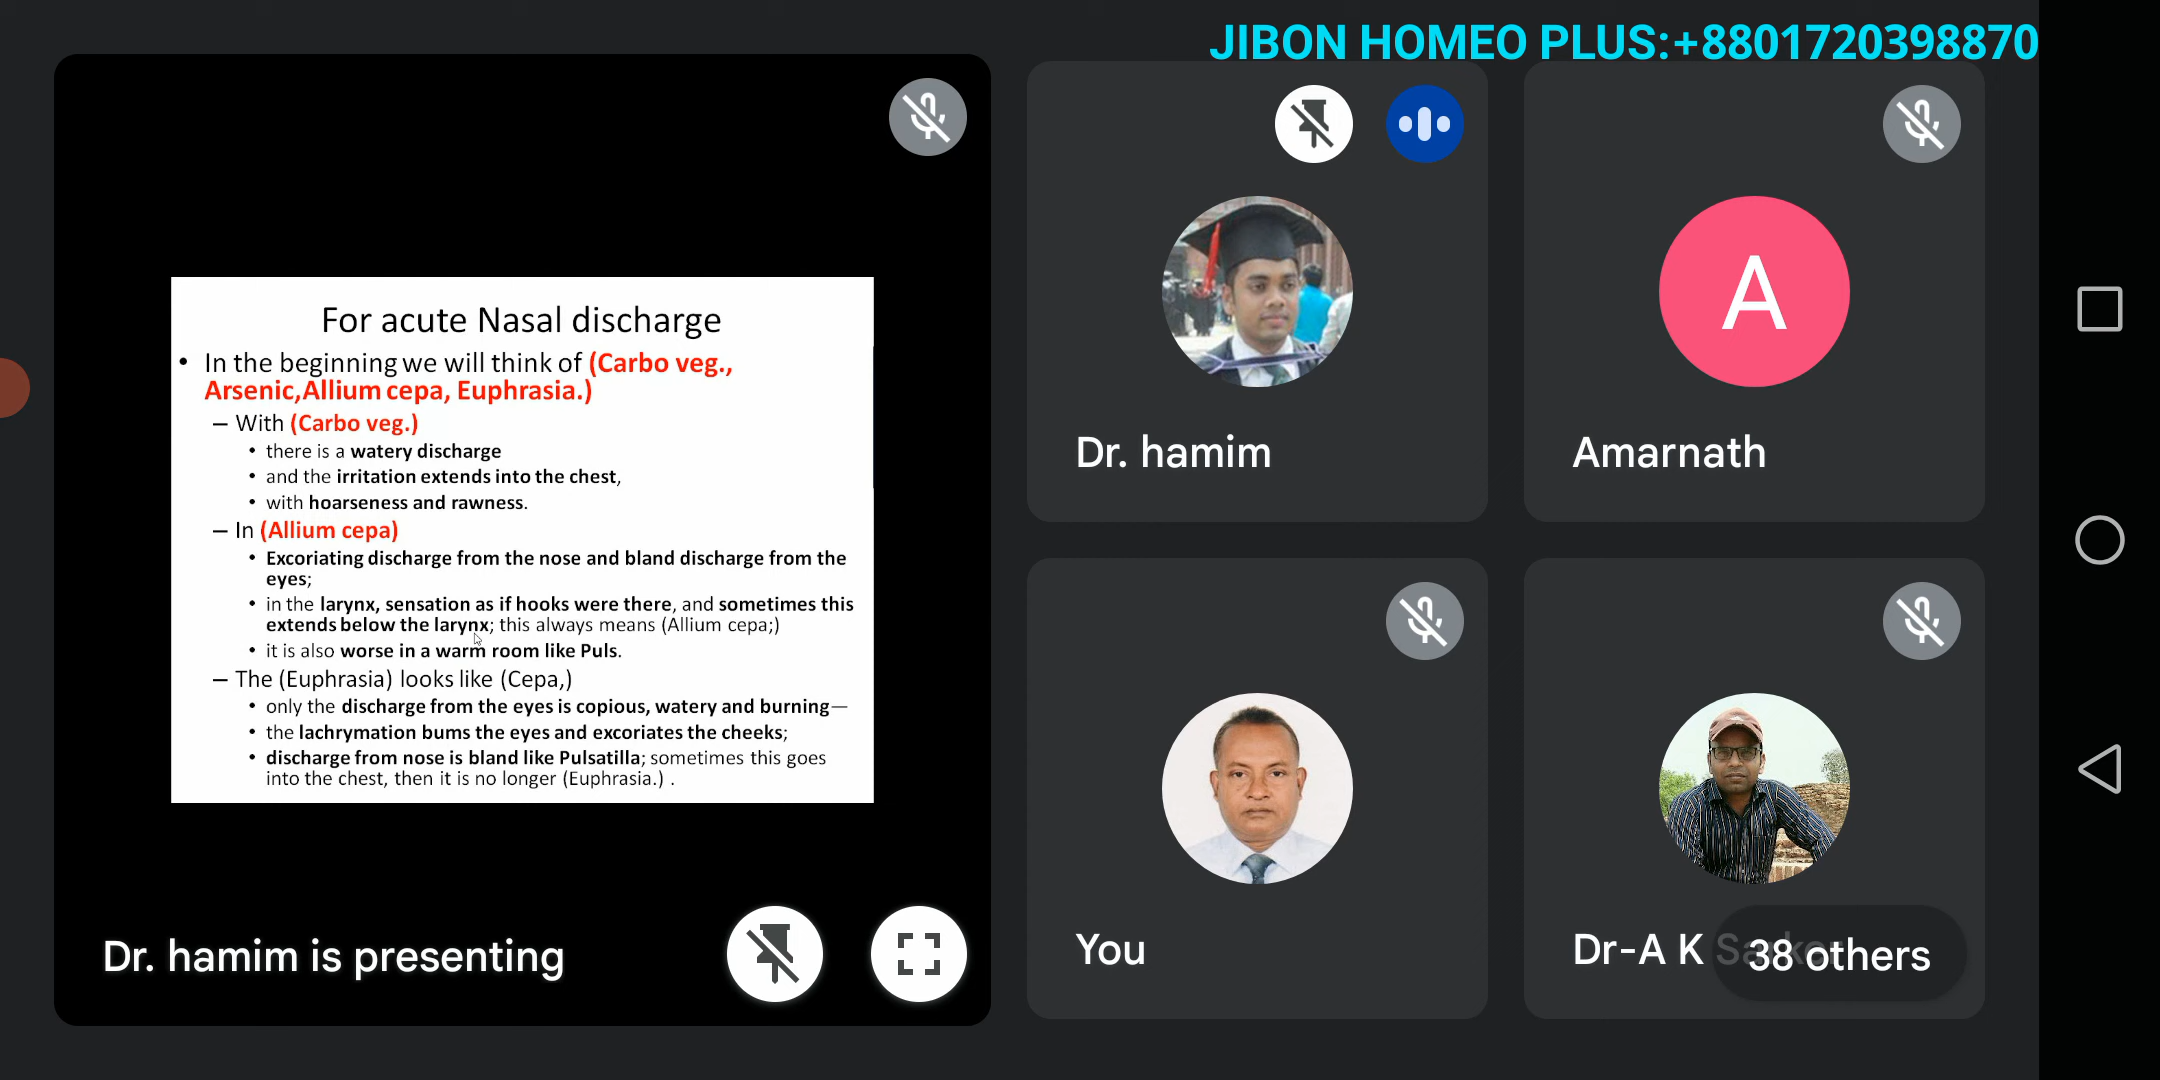 JIBON HOMEO PLUS:+8801720398870
For acute Nasal discharge
• In the beginning we will think of (Carbo veg.,
Arsenic,Allium cepa, Euphrasia.)
– With (Carbo veg.)
• there is a watery discharge
• and the irritation extends into the chest,
• with hoarseness and rawness.
– In (Allium cepa)
• Excoriating discharge from the nose and bland discharge from the
eyes;
• in the larynx, sensation as if hooks were there, and sometimes this
extends below the larynx; this always means (Allium cepa;)
• it is also worse in a warm room like Puls.
– The (Euphrasia) looks like (Cepa,)
• only the discharge from the eyes is copious, watery and burning—
• the lachrymation bums the eyes and excoriates the cheeks;
• discharge from nose is bland like Pulsatilla; sometimes this goes
into the chest, then it is no longer (Euphrasia.) .
Dr. hamim is presenting
Dr. hamim
A
Amarnath
You
Dr-A K
38 others